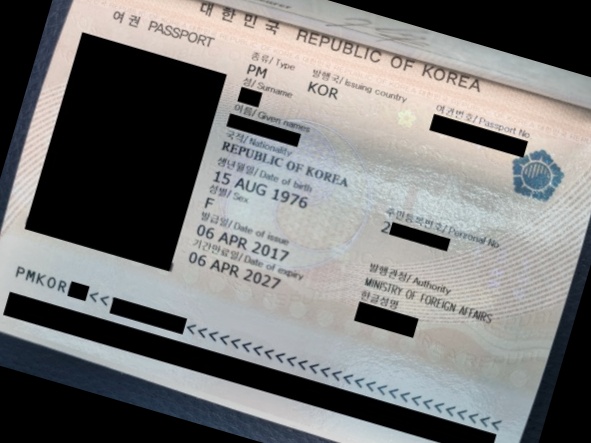 대한민국 REPUBLIC OF KOREA
여권 PASSPORT
종류/ Type
발행국/ Issuing country
여권번호/ Passport No.
PM
KOR
성/ Surname
이름/ Given names
국적/ Nationality
REPUBLIC OF KOREA
생년월일/ Date of birth
15 AUG 1976
주민등록번호/ Personal No
성별/ Sex
F
2
발급일/ Date of issue
06 APR 2017
발행관청/ Authority
기간만료일/ Date of expiry
MINISTRY OF FOREIGN AFFAIRS
06 APR 2027
한글성명
PMKOR <<
<<<<<<<<<<<<<<<<<<<<<<<<<<